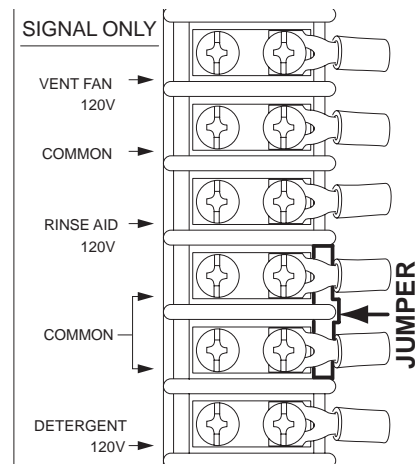 SIGNAL ONLY
VENT FAN
120V
COMMON
RINSE AID
120V
COMMON
JUMPER
DETERGENT
120V